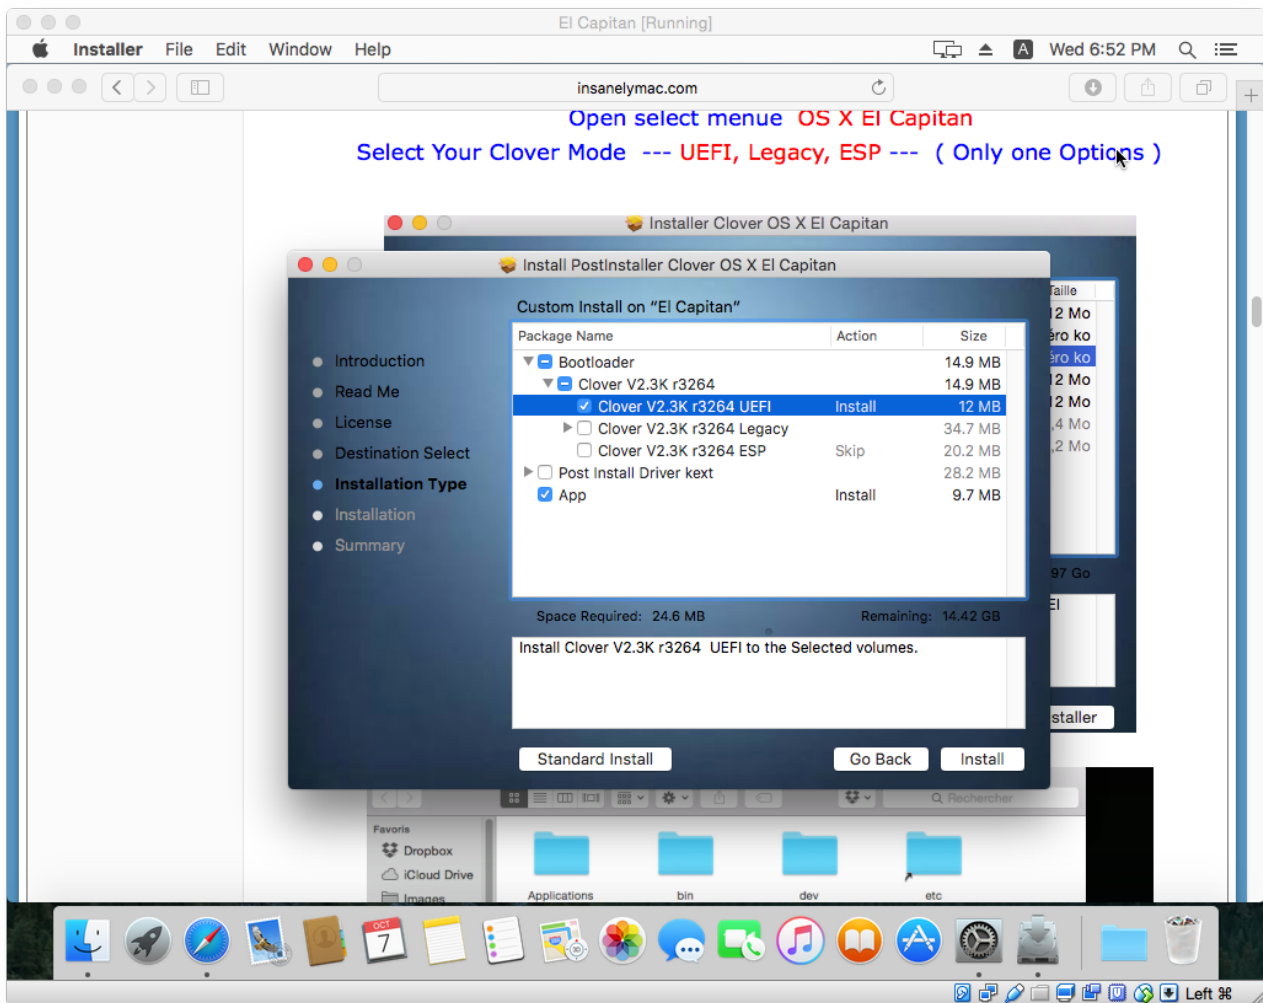 El Capitan [Running]
Installer File Edit Window Help A Wed 6:52 PM
insanelymac.com
Open select menue OS X El Capitan
Select Your Clover Mode --- UEFI, Legacy, ESP --- ( Only one Options )
Installer Clover OS X El Capitan
Install PostInstaller Clover OS X El Capitan
Introduction
Read Me
License
Destination Select
Installation Type
Installation
Summary
Custom Install on “El Capitan”
Package Name Action Size
Bootloader 14.9 MB
Clover V2.3K r3264 14.9 MB
Clover V2.3K r3264 UEFI Install 12 MB
Clover V2.3K r3264 Legacy 34.7 MB
Clover V2.3K r3264 ESP Skip 20.2 MB
Post Install Driver kext 28.2 MB
App Install 9.7 MB
Space Required: 24.6 MB Remaining: 14.42 GB
Install Clover V2.3K r3264 UEFI to the Selected volumes.
Standard Install Go Back Install
Taille
12 Mo
éro ko
éro ko
12 Mo
12 Mo
,4 Mo
,2 Mo
97 Go
El
staller
Rechercher
Favoris
Dropbox
iCloud Drive
Images
Applications bin dev etc
OCT
7
Left ⌘